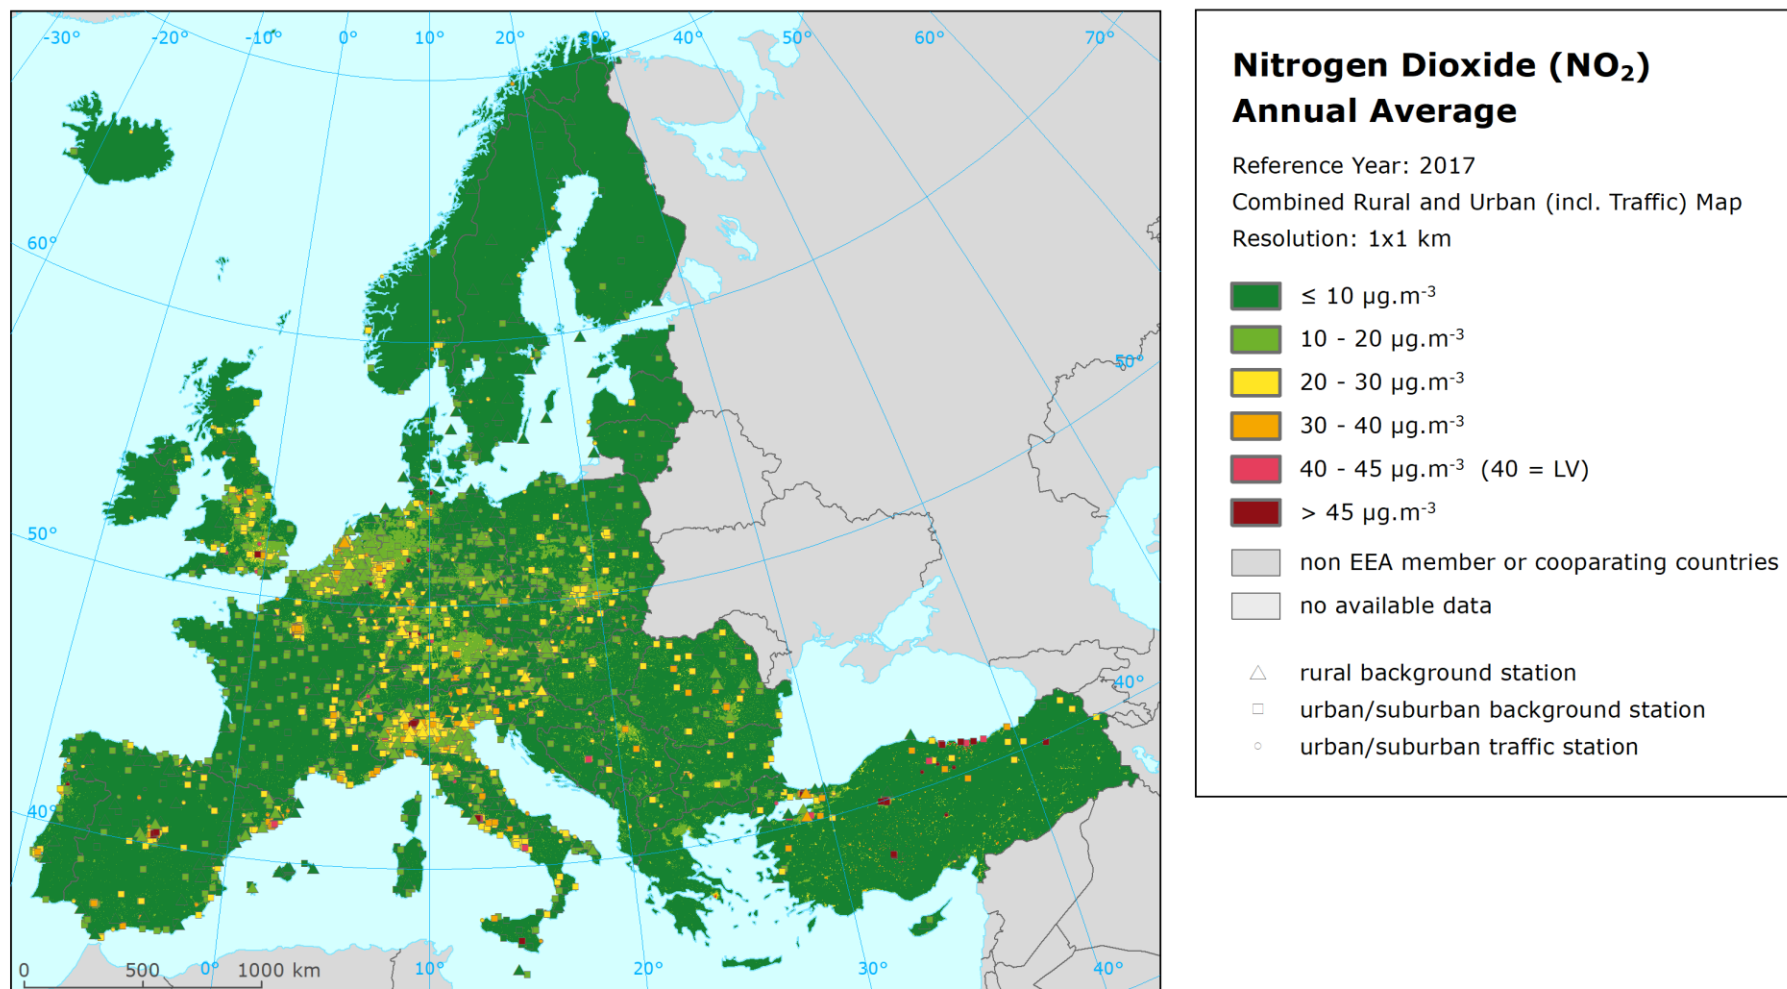 -30° -20° -10° 0° 10° 20° 30° 40° 50° 60° 70°
60°
50°
50°
40°
40°
0 500 0° 1000 km 10° 20° 30° 40°
Nitrogen Dioxide (NO₂)
Annual Average
Reference Year: 2017
Combined Rural and Urban (incl. Traffic) Map
Resolution: 1x1 km
≤ 10 µg.m⁻³
10 - 20 µg.m⁻³
20 - 30 µg.m⁻³
30 - 40 µg.m⁻³
40 - 45 µg.m⁻³ (40 = LV)
> 45 µg.m⁻³
non EEA member or cooparating countries
no available data
rural background station
urban/suburban background station
urban/suburban traffic station